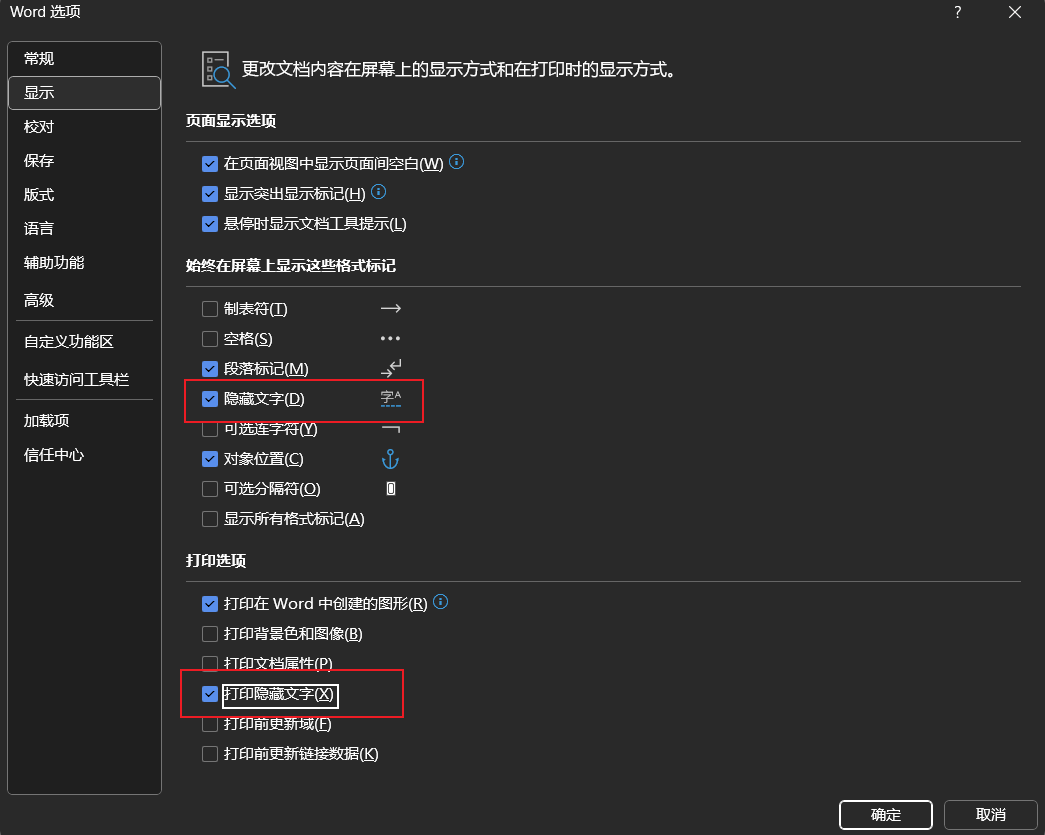 Word 选项
常规
显示
校对
保存
版式
语言
辅助功能
高级
自定义功能区
快速访问工具栏
加载项
信任中心
更改文档内容在屏幕上的显示方式和在打印时的显示方式。
页面显示选项
在页面视图中显示页面间空白(W)
显示突出显示标记(H)
悬停时显示文档工具提示(L)
始终在屏幕上显示这些格式标记
制表符(T)
空格(S)
段落标记(M)
隐藏文字(D) 字A
可选连字符(Y)
对象位置(C)
可选分隔符(O)
显示所有格式标记(A)
打印选项
打印在 Word 中创建的图形(R)
打印背景色和图像(B)
打印文档属性(P)
打印隐藏文字(X)
打印前更新域(F)
打印前更新链接数据(K)
确定
取消